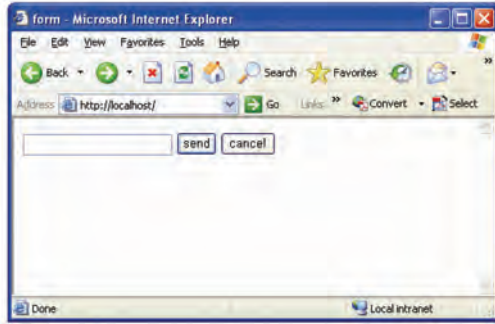 form - Microsoft Internet Explorer
File Edit View Favorites Tools Help
Back Search Favorites »
Address http://localhost/ Go Links » Convert Select
send cancel
Done Local intranet